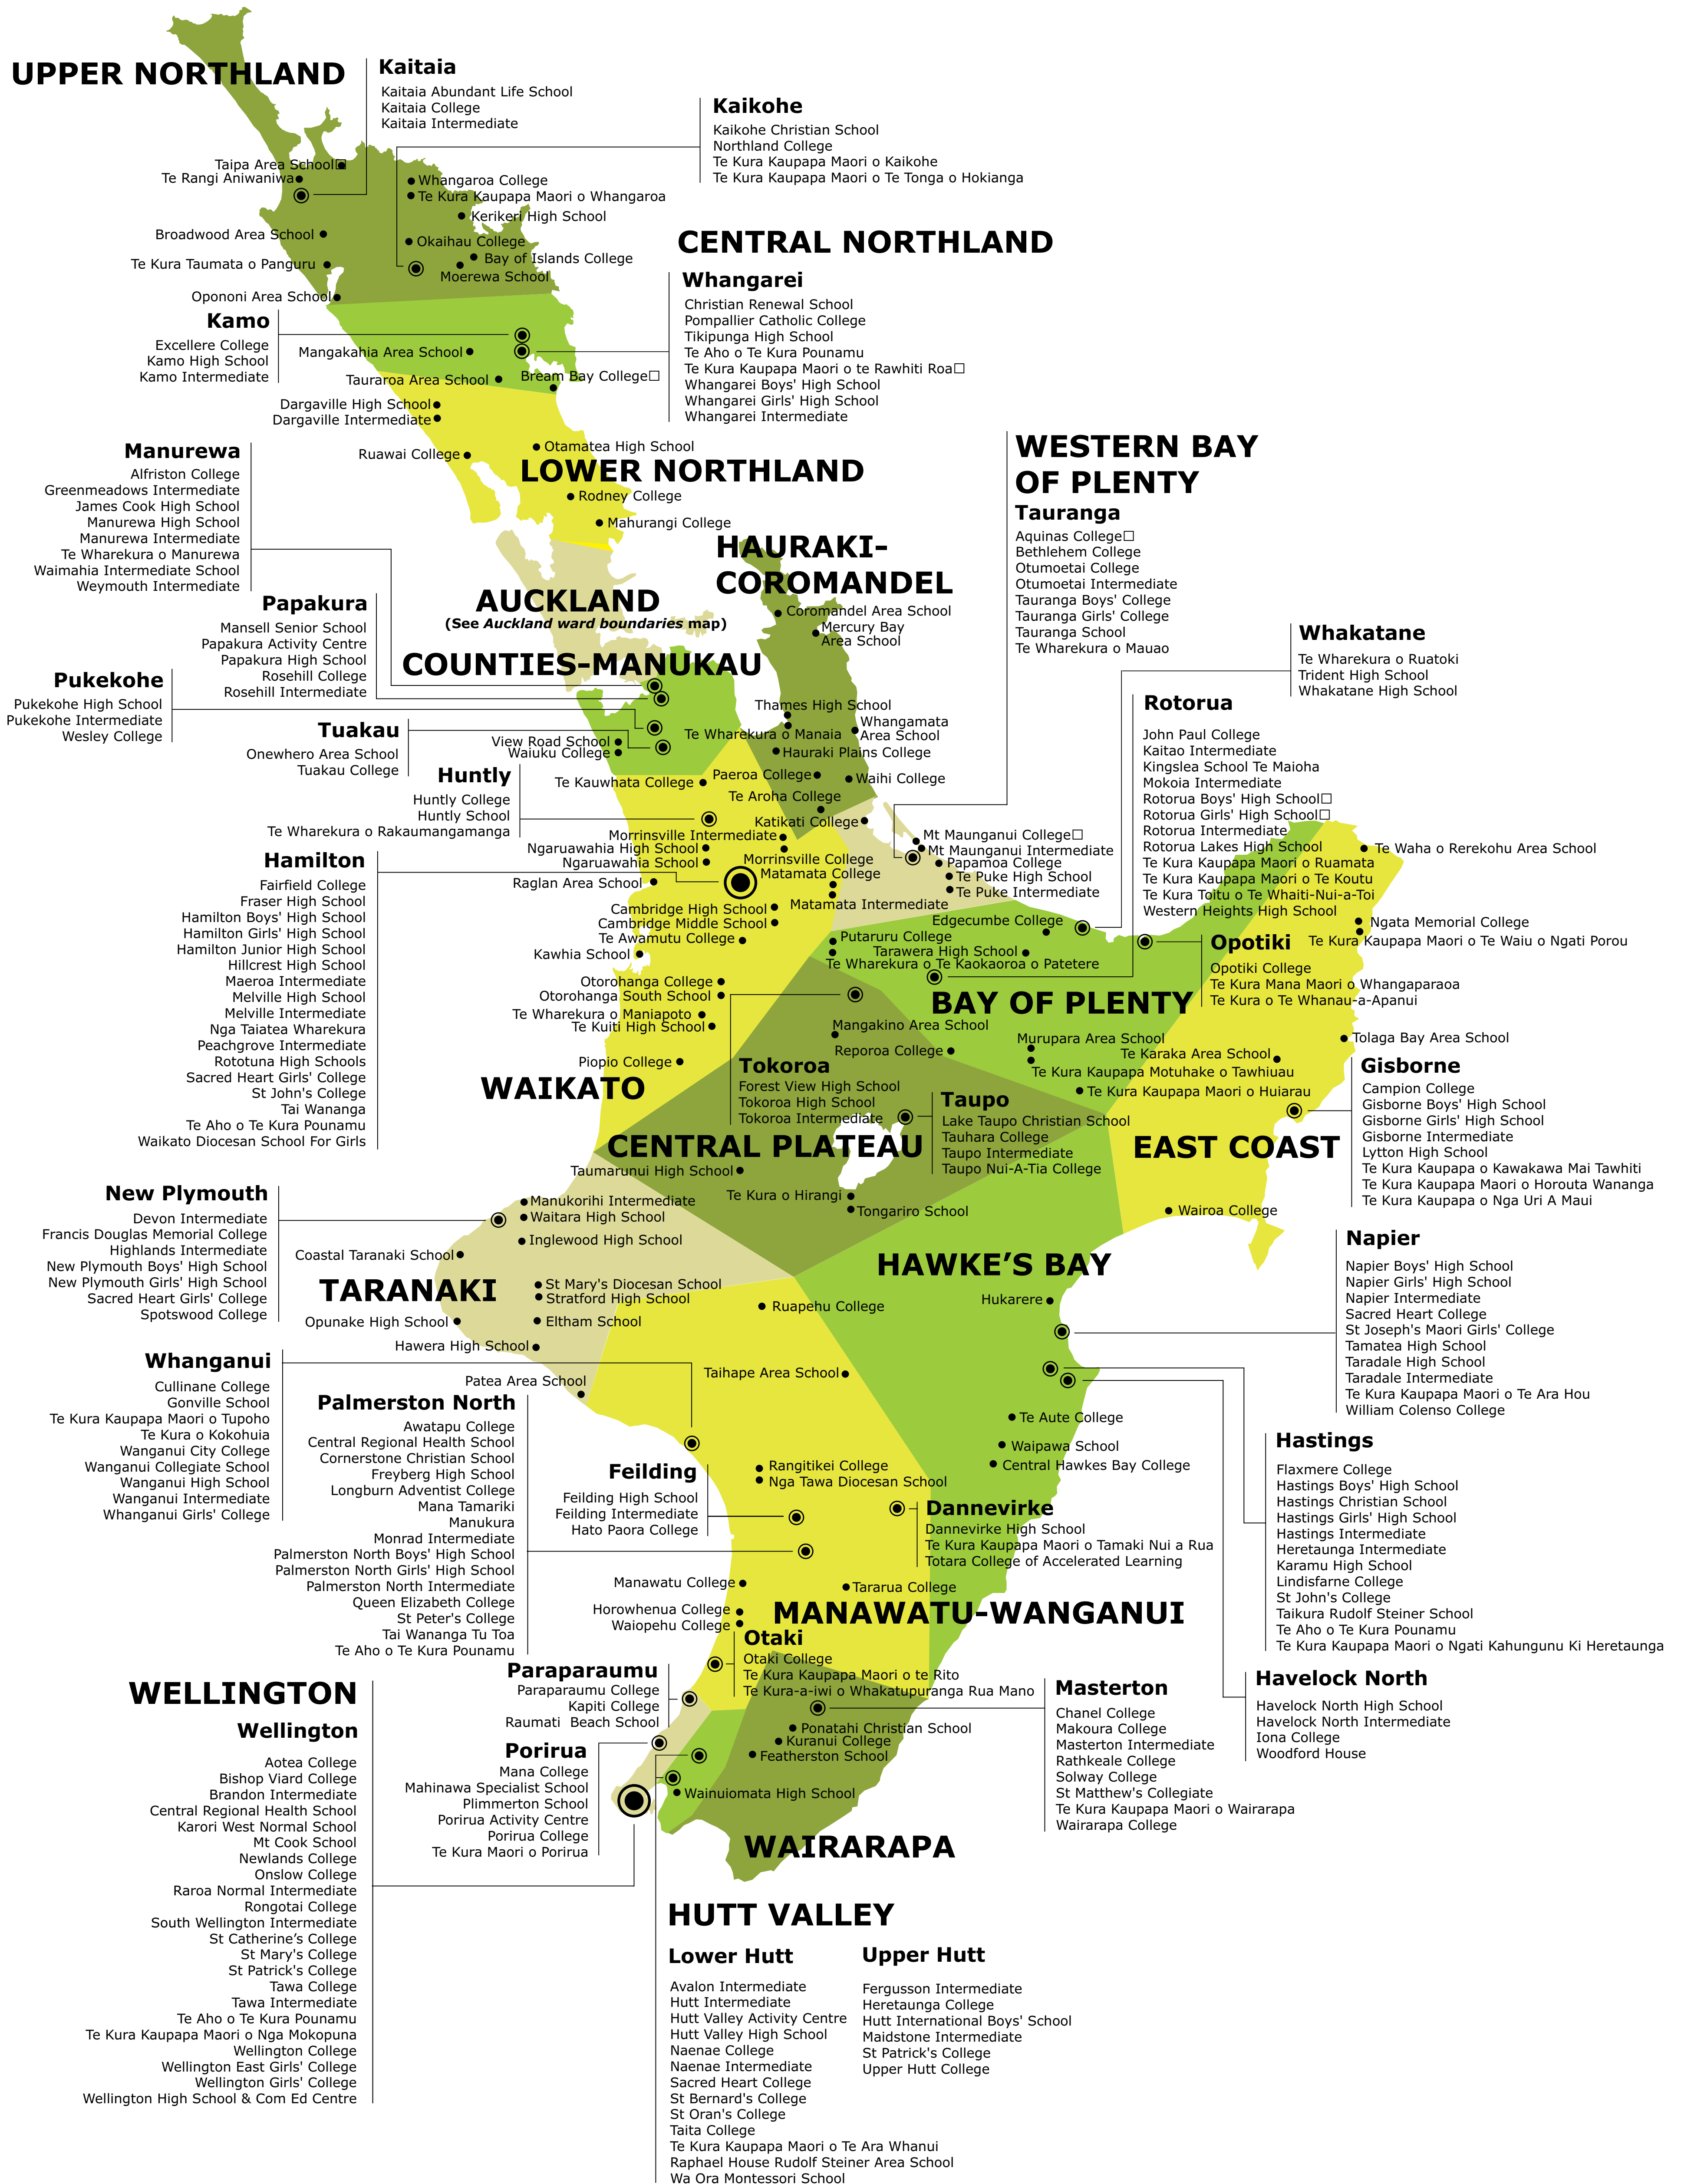 UPPER NORTHLAND
Kaitaia
Kaitaia Abundant Life School
Kaitaia College
Kaitaia Intermediate
Kaikohe
Kaikohe Christian School
Northland College
Te Kura Kaupapa Maori o Kaikohe
Te Kura Kaupapa Maori o Te Tonga o Hokianga
Taipa Area School□
Te Rangi Aniwaniwa
Whangaroa College
Te Kura Kaupapa Maori o Whangaroa
Kerikeri High School
Broadwood Area School
Okaihau College
Bay of Islands College
Te Kura Taumata o Panguru
Moerewa School
Opononi Area School
CENTRAL NORTHLAND
Whangarei
Christian Renewal School
Pompallier Catholic College
Tikipunga High School
Te Aho o Te Kura Pounamu
Te Kura Kaupapa Maori o te Rawhiti Roa□
Whangarei Boys' High School
Whangarei Girls' High School
Whangarei Intermediate
Kamo
Excellere College
Kamo High School
Kamo Intermediate
Mangakahia Area School
Tauraroa Area School
Bream Bay College□
Dargaville High School
Dargaville Intermediate
Ruawai College
Otamatea High School
LOWER NORTHLAND
Rodney College
Mahurangi College
Manurewa
Alfriston College
Greenmeadows Intermediate
James Cook High School
Manurewa High School
Manurewa Intermediate
Te Wharekura o Manurewa
Waimahia Intermediate School
Weymouth Intermediate
WESTERN BAY
OF PLENTY
Tauranga
Aquinas College□
Bethlehem College
Otumoetai College
Otumoetai Intermediate
Tauranga Boys' College
Tauranga Girls' College
Tauranga School
Te Wharekura o Mauao
HAURAKI-
COROMANDEL
Coromandel Area School
Mercury Bay
Area School
AUCKLAND
(See Auckland ward boundaries map)
Papakura
Mansell Senior School
Papakura Activity Centre
Papakura High School
Rosehill College
Rosehill Intermediate
COUNTIES-MANUKAU
Whakatane
Te Wharekura o Ruatoki
Trident High School
Whakatane High School
Pukekohe
Pukekohe High School
Pukekohe Intermediate
Wesley College
Tuakau
Onewhero Area School
Tuakau College
View Road School
Waiuku College
Thames High School
Te Wharekura o Manaia
Whangamata
Area School
Hauraki Plains College
Rotorua
John Paul College
Kaitao Intermediate
Kingslea School Te Maioha
Mokoia Intermediate
Rotorua Boys' High School□
Rotorua Girls' High School□
Rotorua Intermediate
Rotorua Lakes High School
Te Kura Kaupapa Maori o Ruamata
Te Kura Kaupapa Maori o Te Koutu
Te Kura Toitu o Te Whaiti-Nui-a-Toi
Western Heights High School
Huntly
Huntly College
Huntly School
Te Wharekura o Rakaumangamanga
Te Kauwhata College
Paeroa College
Waihi College
Te Aroha College
Katikati College
Morrinsville Intermediate
Ngaruawahia High School
Ngaruawahia School
Morrinsville College
Matamata College
Raglan Area School
Matamata Intermediate
Mt Maunganui College□
Mt Maunganui Intermediate
Papamoa College
Te Puke High School
Te Puke Intermediate
Te Waha o Rerekohu Area School
Hamilton
Fairfield College
Fraser High School
Hamilton Boys' High School
Hamilton Girls' High School
Hamilton Junior High School
Hillcrest High School
Maeroa Intermediate
Melville High School
Melville Intermediate
Nga Taiatea Wharekura
Peachgrove Intermediate
Rototuna High Schools
Sacred Heart Girls' College
St John's College
Tai Wananga
Te Aho o Te Kura Pounamu
Waikato Diocesan School For Girls
Cambridge High School
Cambridge Middle School
Te Awamutu College
Kawhia School
Edgecumbe College
Putaruru College
Tarawera High School
Te Wharekura o Te Kaokaoroa o Patetere
Ngata Memorial College
Te Kura Kaupapa Maori o Te Waiu o Ngati Porou
Opotiki
Opotiki College
Te Kura Mana Maori o Whangaparaoa
Te Kura o Te Whanau-a-Apanui
Otorohanga College
Otorohanga South School
Te Wharekura o Maniapoto
Te Kuiti High School
Piopio College
WAIKATO
BAY OF PLENTY
Mangakino Area School
Reporoa College
Murupara Area School
Te Karaka Area School
Te Kura Kaupapa Motuhake o Tawhiuau
Te Kura Kaupapa Maori o Huiarau
Tolaga Bay Area School
Tokoroa
Forest View High School
Tokoroa High School
Tokoroa Intermediate
Taupo
Lake Taupo Christian School
Tauhara College
Taupo Intermediate
Taupo Nui-A-Tia College
Gisborne
Campion College
Gisborne Boys' High School
Gisborne Girls' High School
Gisborne Intermediate
Lytton High School
Te Kura Kaupapa o Kawakawa Mai Tawhiti
Te Kura Kaupapa Maori o Horouta Wananga
Te Kura Kaupapa o Nga Uri A Maui
CENTRAL PLATEAU
EAST COAST
Taumarunui High School
Te Kura o Hirangi
Tongariro School
Wairoa College
New Plymouth
Devon Intermediate
Francis Douglas Memorial College
Highlands Intermediate
New Plymouth Boys' High School
New Plymouth Girls' High School
Sacred Heart Girls' College
Spotswood College
Manukorihi Intermediate
Waitara High School
Inglewood High School
Coastal Taranaki School
TARANAKI
St Mary's Diocesan School
Stratford High School
Opunake High School
Eltham School
Hawera High School
Patea Area School
HAWKE’S BAY
Hukarere
Ruapehu College
Taihape Area School
Napier
Napier Boys' High School
Napier Girls' High School
Napier Intermediate
Sacred Heart College
St Joseph's Maori Girls' College
Tamatea High School
Taradale High School
Taradale Intermediate
Te Kura Kaupapa Maori o Te Ara Hou
William Colenso College
Whanganui
Cullinane College
Gonville School
Te Kura Kaupapa Maori o Tupoho
Te Kura o Kokohuia
Wanganui City College
Wanganui Collegiate School
Wanganui High School
Wanganui Intermediate
Whanganui Girls' College
Palmerston North
Awatapu College
Central Regional Health School
Cornerstone Christian School
Freyberg High School
Longburn Adventist College
Mana Tamariki
Manukura
Monrad Intermediate
Palmerston North Boys' High School
Palmerston North Girls' High School
Palmerston North Intermediate
Queen Elizabeth College
St Peter's College
Tai Wananga Tu Toa
Te Aho o Te Kura Pounamu
Te Aute College
Waipawa School
Central Hawkes Bay College
Rangitikei College
Nga Tawa Diocesan School
Feilding
Feilding High School
Feilding Intermediate
Hato Paora College
Dannevirke
Dannevirke High School
Te Kura Kaupapa Maori o Tamaki Nui a Rua
Totara College of Accelerated Learning
Hastings
Flaxmere College
Hastings Boys' High School
Hastings Christian School
Hastings Girls' High School
Hastings Intermediate
Heretaunga Intermediate
Karamu High School
Lindisfarne College
St John's College
Taikura Rudolf Steiner School
Te Aho o Te Kura Pounamu
Te Kura Kaupapa Maori o Ngati Kahungunu Ki Heretaunga
Manawatu College
Tararua College
Horowhenua College
Waiopehu College
MANAWATU-WANGANUI
Otaki
Otaki College
Te Kura Kaupapa Maori o te Rito
Te Kura-a-iwi o Whakatupuranga Rua Mano
Paraparaumu
Paraparaumu College
Kapiti College
Raumati  Beach School
Masterton
Chanel College
Makoura College
Masterton Intermediate
Rathkeale College
Solway College
St Matthew's Collegiate
Te Kura Kaupapa Maori o Wairarapa
Wairarapa College
Havelock North
Havelock North High School
Havelock North Intermediate
Iona College
Woodford House
Ponatahi Christian School
Kuranui College
Featherston School
Wainuiomata High School
WAIRARAPA
Porirua
Mana College
Mahinawa Specialist School
Plimmerton School
Porirua Activity Centre
Porirua College
Te Kura Maori o Porirua
WELLINGTON
Wellington
Aotea College
Bishop Viard College
Brandon Intermediate
Central Regional Health School
Karori West Normal School
Mt Cook School
Newlands College
Onslow College
Raroa Normal Intermediate
Rongotai College
South Wellington Intermediate
St Catherine’s College
St Mary's College
St Patrick's College
Tawa College
Tawa Intermediate
Te Aho o Te Kura Pounamu
Te Kura Kaupapa Maori o Nga Mokopuna
Wellington College
Wellington East Girls' College
Wellington Girls' College
Wellington High School & Com Ed Centre
HUTT VALLEY
Lower Hutt
Avalon Intermediate
Hutt Intermediate
Hutt Valley Activity Centre
Hutt Valley High School
Naenae College
Naenae Intermediate
Sacred Heart College
St Bernard's College
St Oran's College
Taita College
Te Kura Kaupapa Maori o Te Ara Whanui
Raphael House Rudolf Steiner Area School
Wa Ora Montessori School
Upper Hutt
Fergusson Intermediate
Heretaunga College
Hutt International Boys' School
Maidstone Intermediate
St Patrick's College
Upper Hutt College